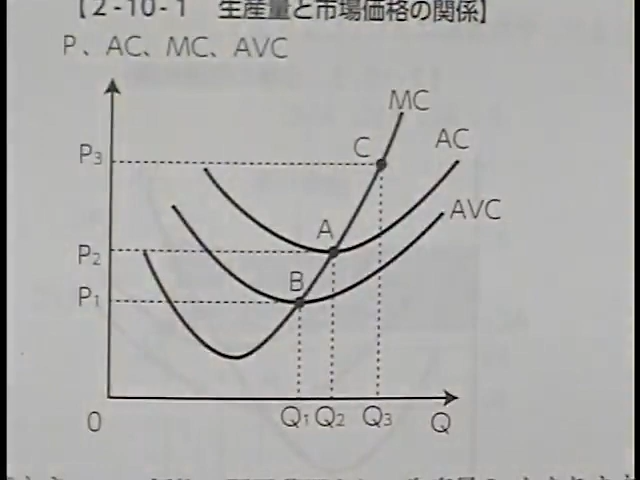 【2-10-1 生産量と市場価格の関係】
P、AC、MC、AVC
MC
P3
C
AC
AVC
A
P2
B
P1
0
Q1 Q2 Q3 Q